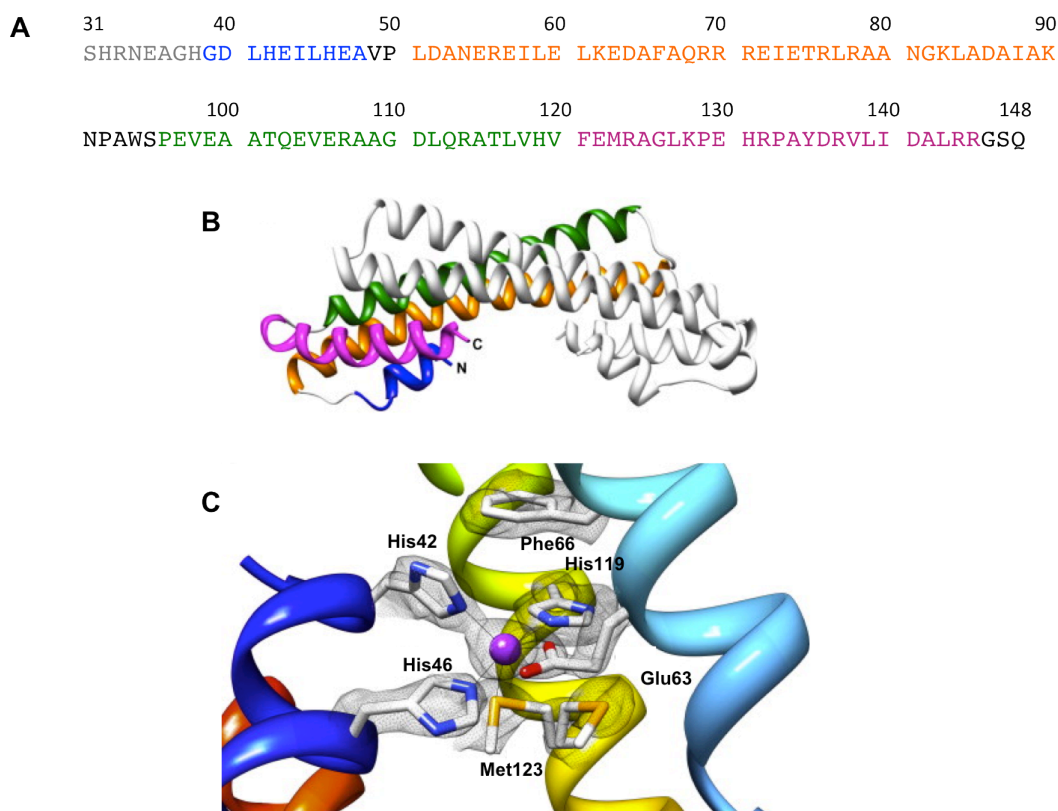 A
31 40 50 60 70 80 90
SHRNEAGHGD LHEILHEAVP LDANEREILE LKEDAFAQRR REIETRLRAA NGKLADAIAK
100 110 120 130 140 148
NPAWSPEVEA ATQEVERAAG DLQRATLVHV FEMRAGLKPE HRPAYDRVLI DALRRGSQ
B
C
N
C
His42
Phe66
His119
His46
Glu63
Met123